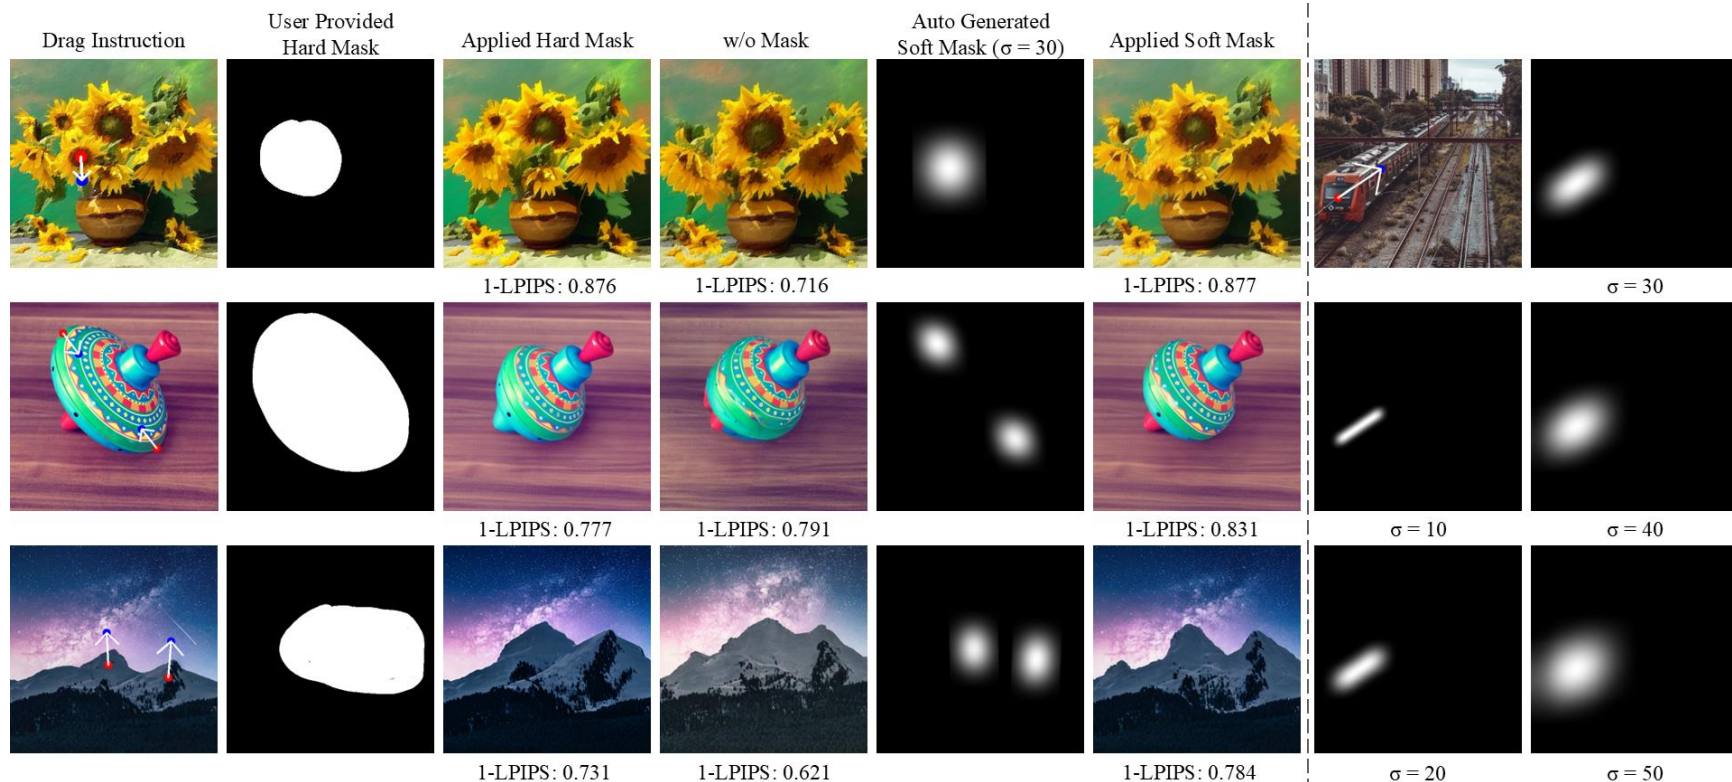 Drag Instruction
User Provided
Hard Mask
Applied Hard Mask
w/o Mask
Auto Generated
Soft Mask (σ = 30)
Applied Soft Mask
1-LPIPS: 0.876
1-LPIPS: 0.716
1-LPIPS: 0.877
σ = 30
1-LPIPS: 0.777
1-LPIPS: 0.791
1-LPIPS: 0.831
σ = 10
σ = 40
1-LPIPS: 0.731
1-LPIPS: 0.621
1-LPIPS: 0.784
σ = 20
σ = 50